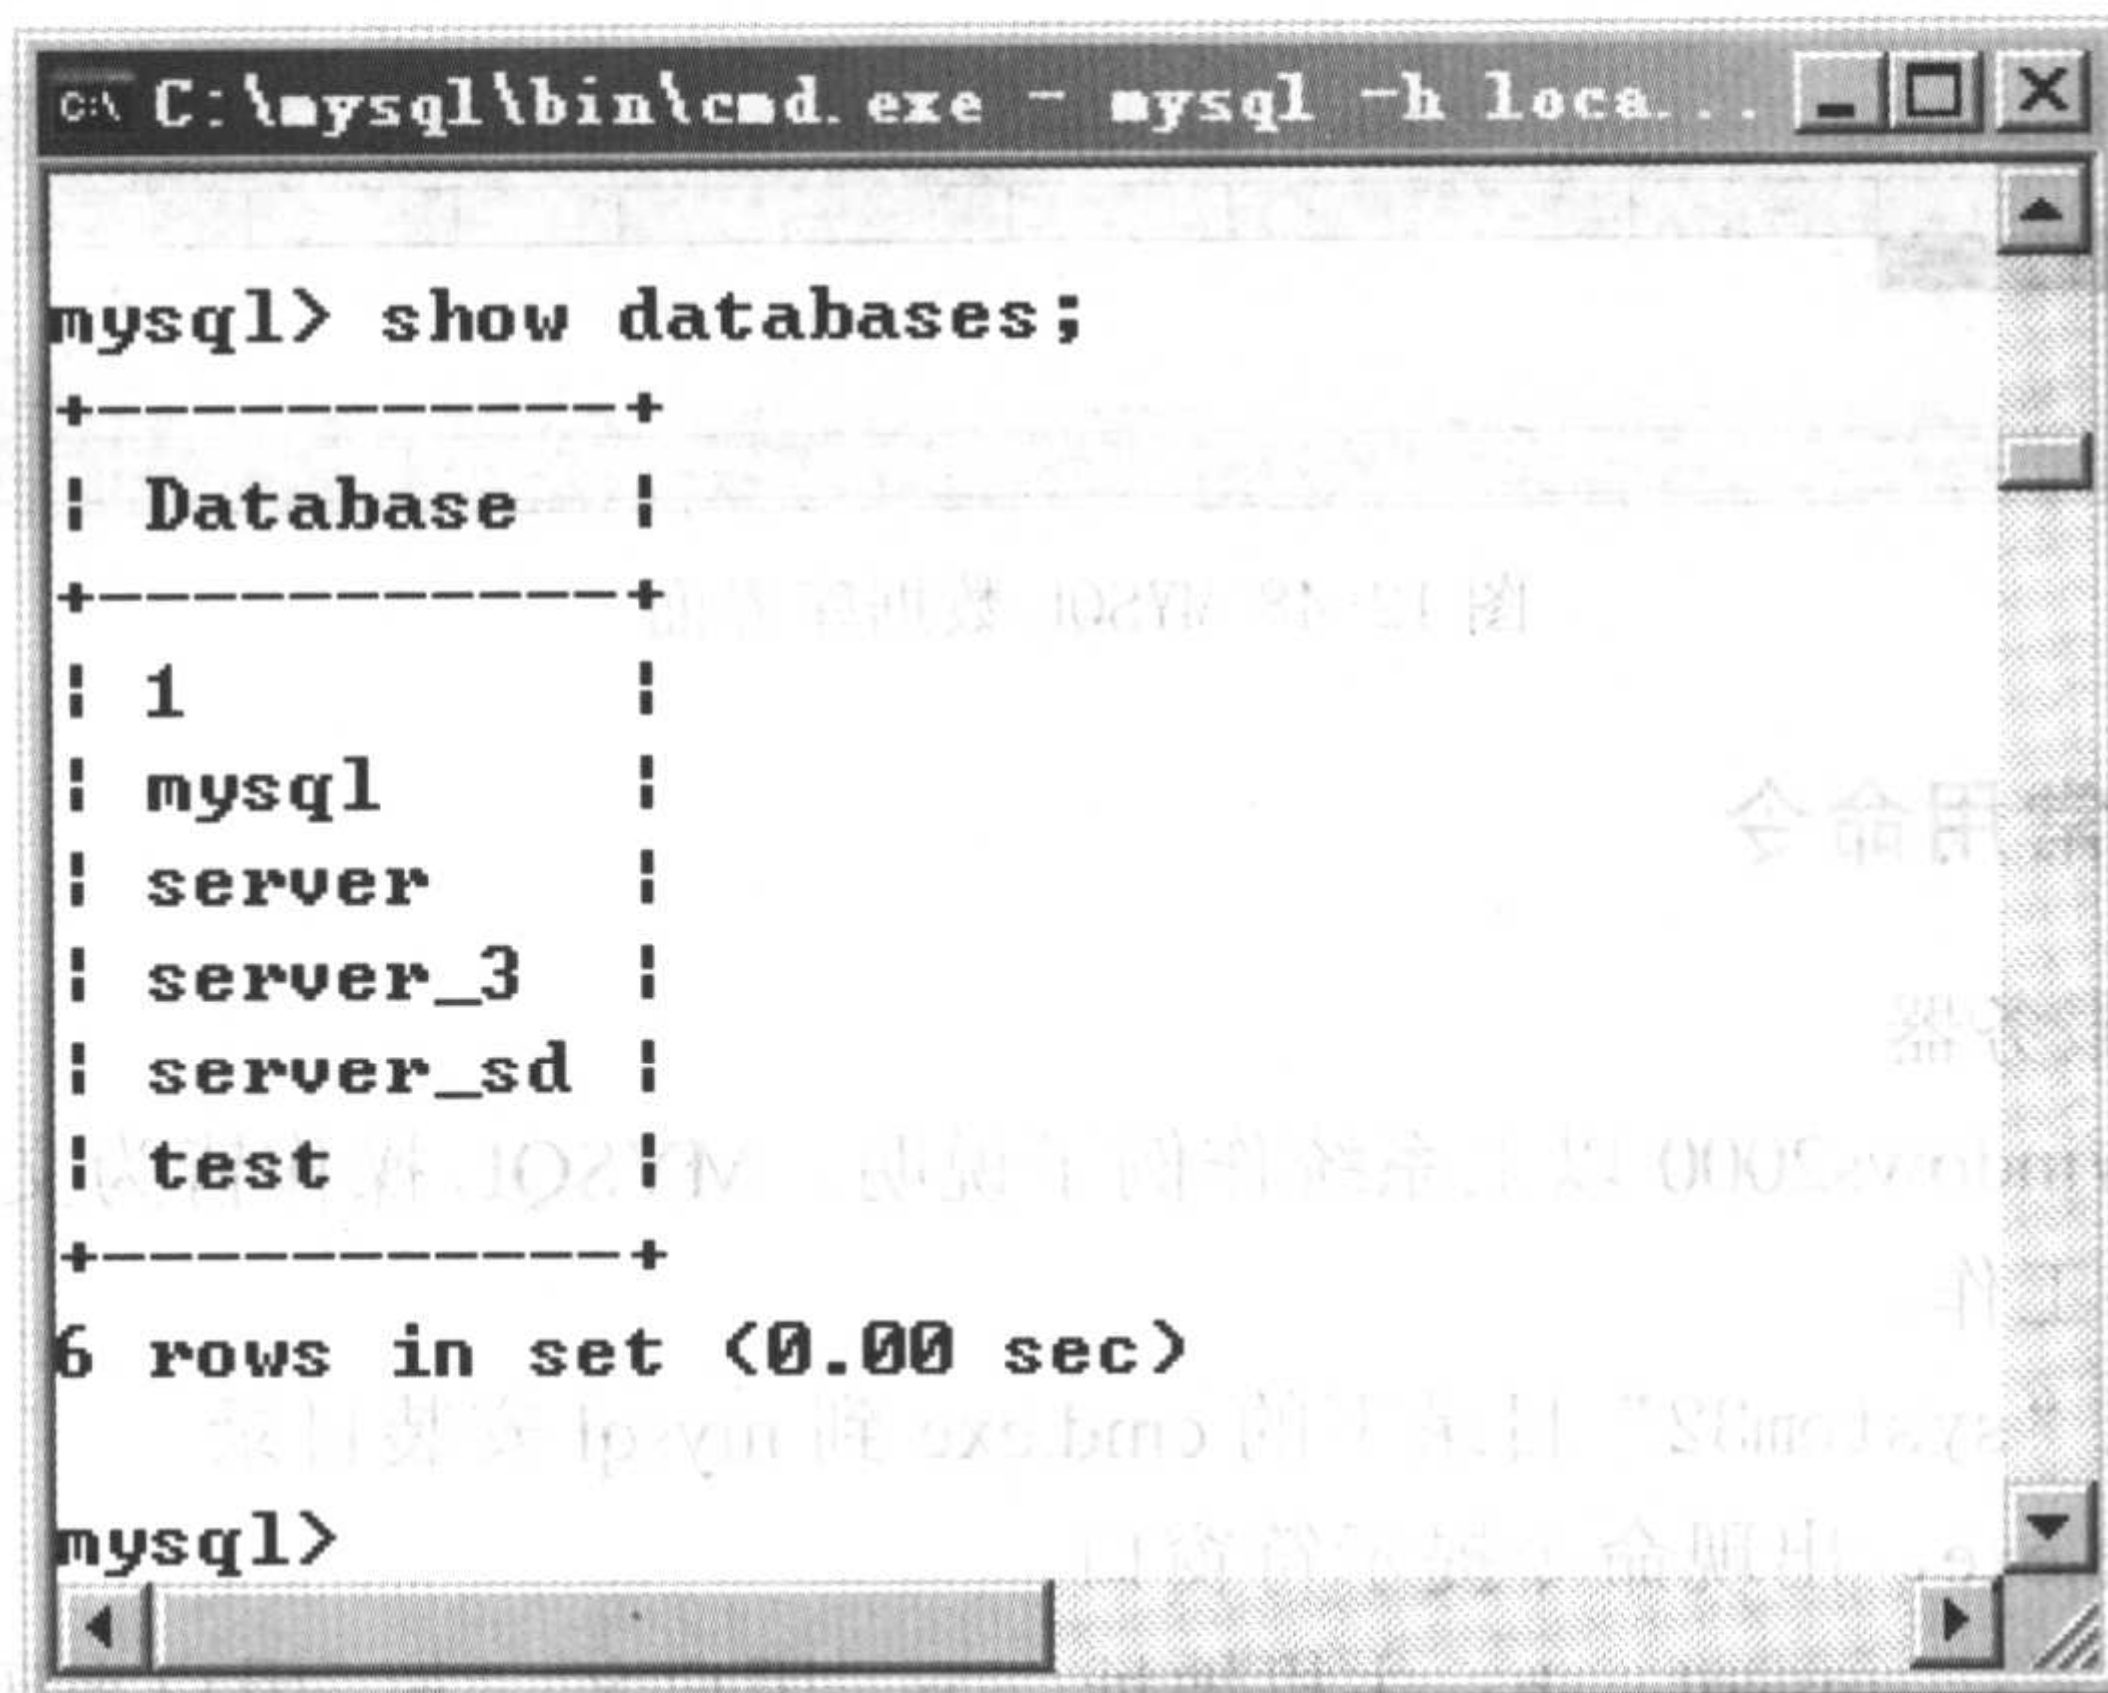 C:\mysql\bin\cmd.exe - mysql -h loca...
mysql> show databases;
+-------------+
| Database    |
+-------------+
| 1           |
| mysql       |
| server      |
| server_3    |
| server_sd   |
| test        |
+-------------+
6 rows in set (0.00 sec)
mysql>